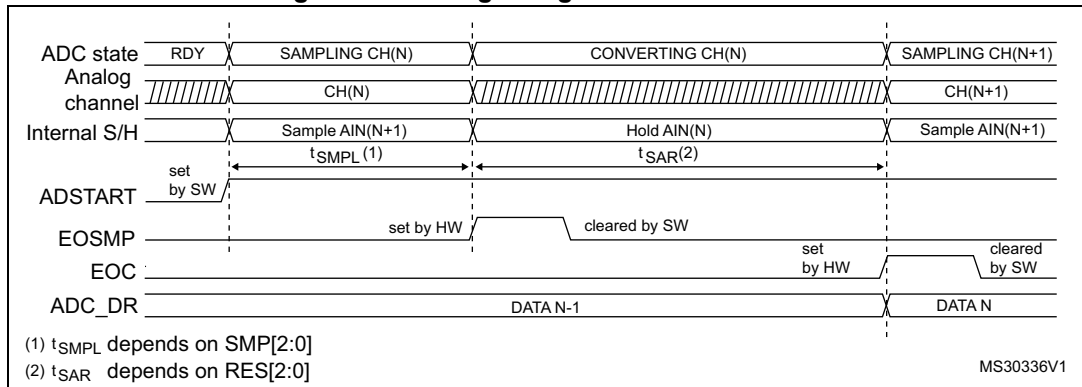 ADC state RDY SAMPLING CH(N) CONVERTING CH(N) SAMPLING CH(N+1)
Analog channel CH(N) CH(N+1)
Internal S/H Sample AIN(N+1) Hold AIN(N) Sample AIN(N+1)
tSMPL(1) tSAR(2)
ADSTART set by SW
EOSMP set by HW cleared by SW
EOC set by HW cleared by SW
ADC_DR DATA N-1 DATA N
(1) tSMPL depends on SMP[2:0]
(2) tSAR depends on RES[2:0]
MS30336V1